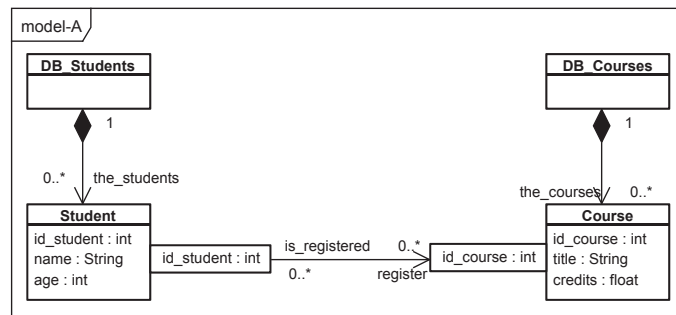 model-A
DB_Students
DB_Courses
1
1
0..*
the_students
the_courses
0..*
Student
Course
id_student : int
name : String
age : int
id_student : int
is_registered
0..*
0..*
register
id_course : int
id_course : int
title : String
credits : float